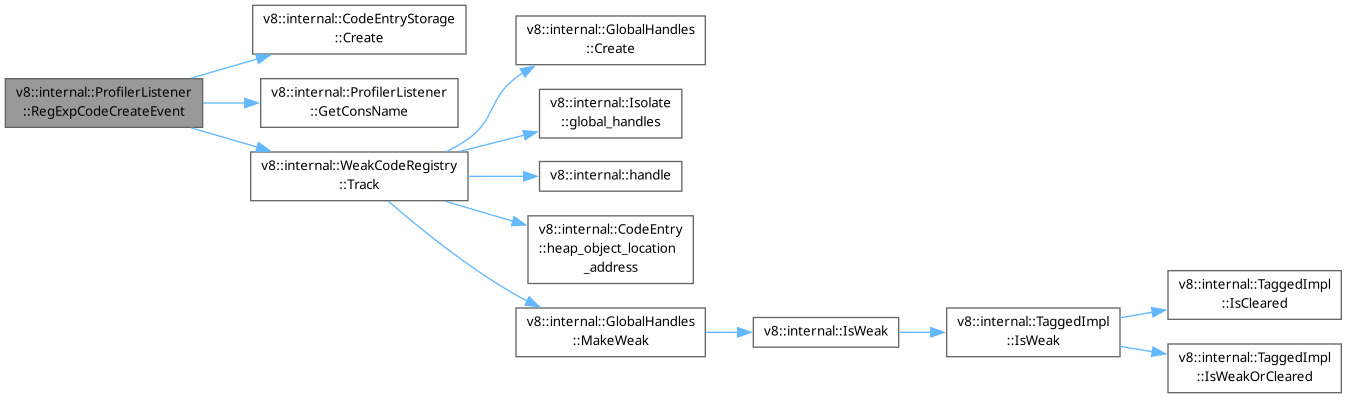 v8::internal::ProfilerListener
::RegExpCodeCreateEvent
v8::internal::CodeEntryStorage
::Create
v8::internal::ProfilerListener
::GetConsName
v8::internal::WeakCodeRegistry
::Track
v8::internal::GlobalHandles
::Create
v8::internal::Isolate
::global_handles
v8::internal::handle
v8::internal::CodeEntry
::heap_object_location
_address
v8::internal::GlobalHandles
::MakeWeak
v8::internal::IsWeak
v8::internal::TaggedImpl
::IsWeak
v8::internal::TaggedImpl
::IsCleared
v8::internal::TaggedImpl
::IsWeakOrCleared